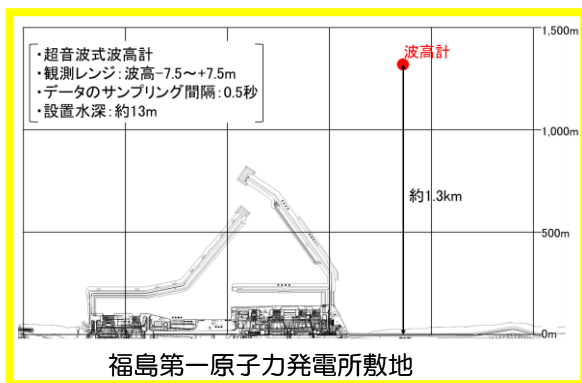 ・超音波式波高計
・観測レンジ：波高-7.5～+7.5m
・データのサンプリング間隔：0.5秒
・設置水深：約13m
波高計
1,500m
1,000m
約1.3km
500m
0m
福島第一原子力発電所敷地